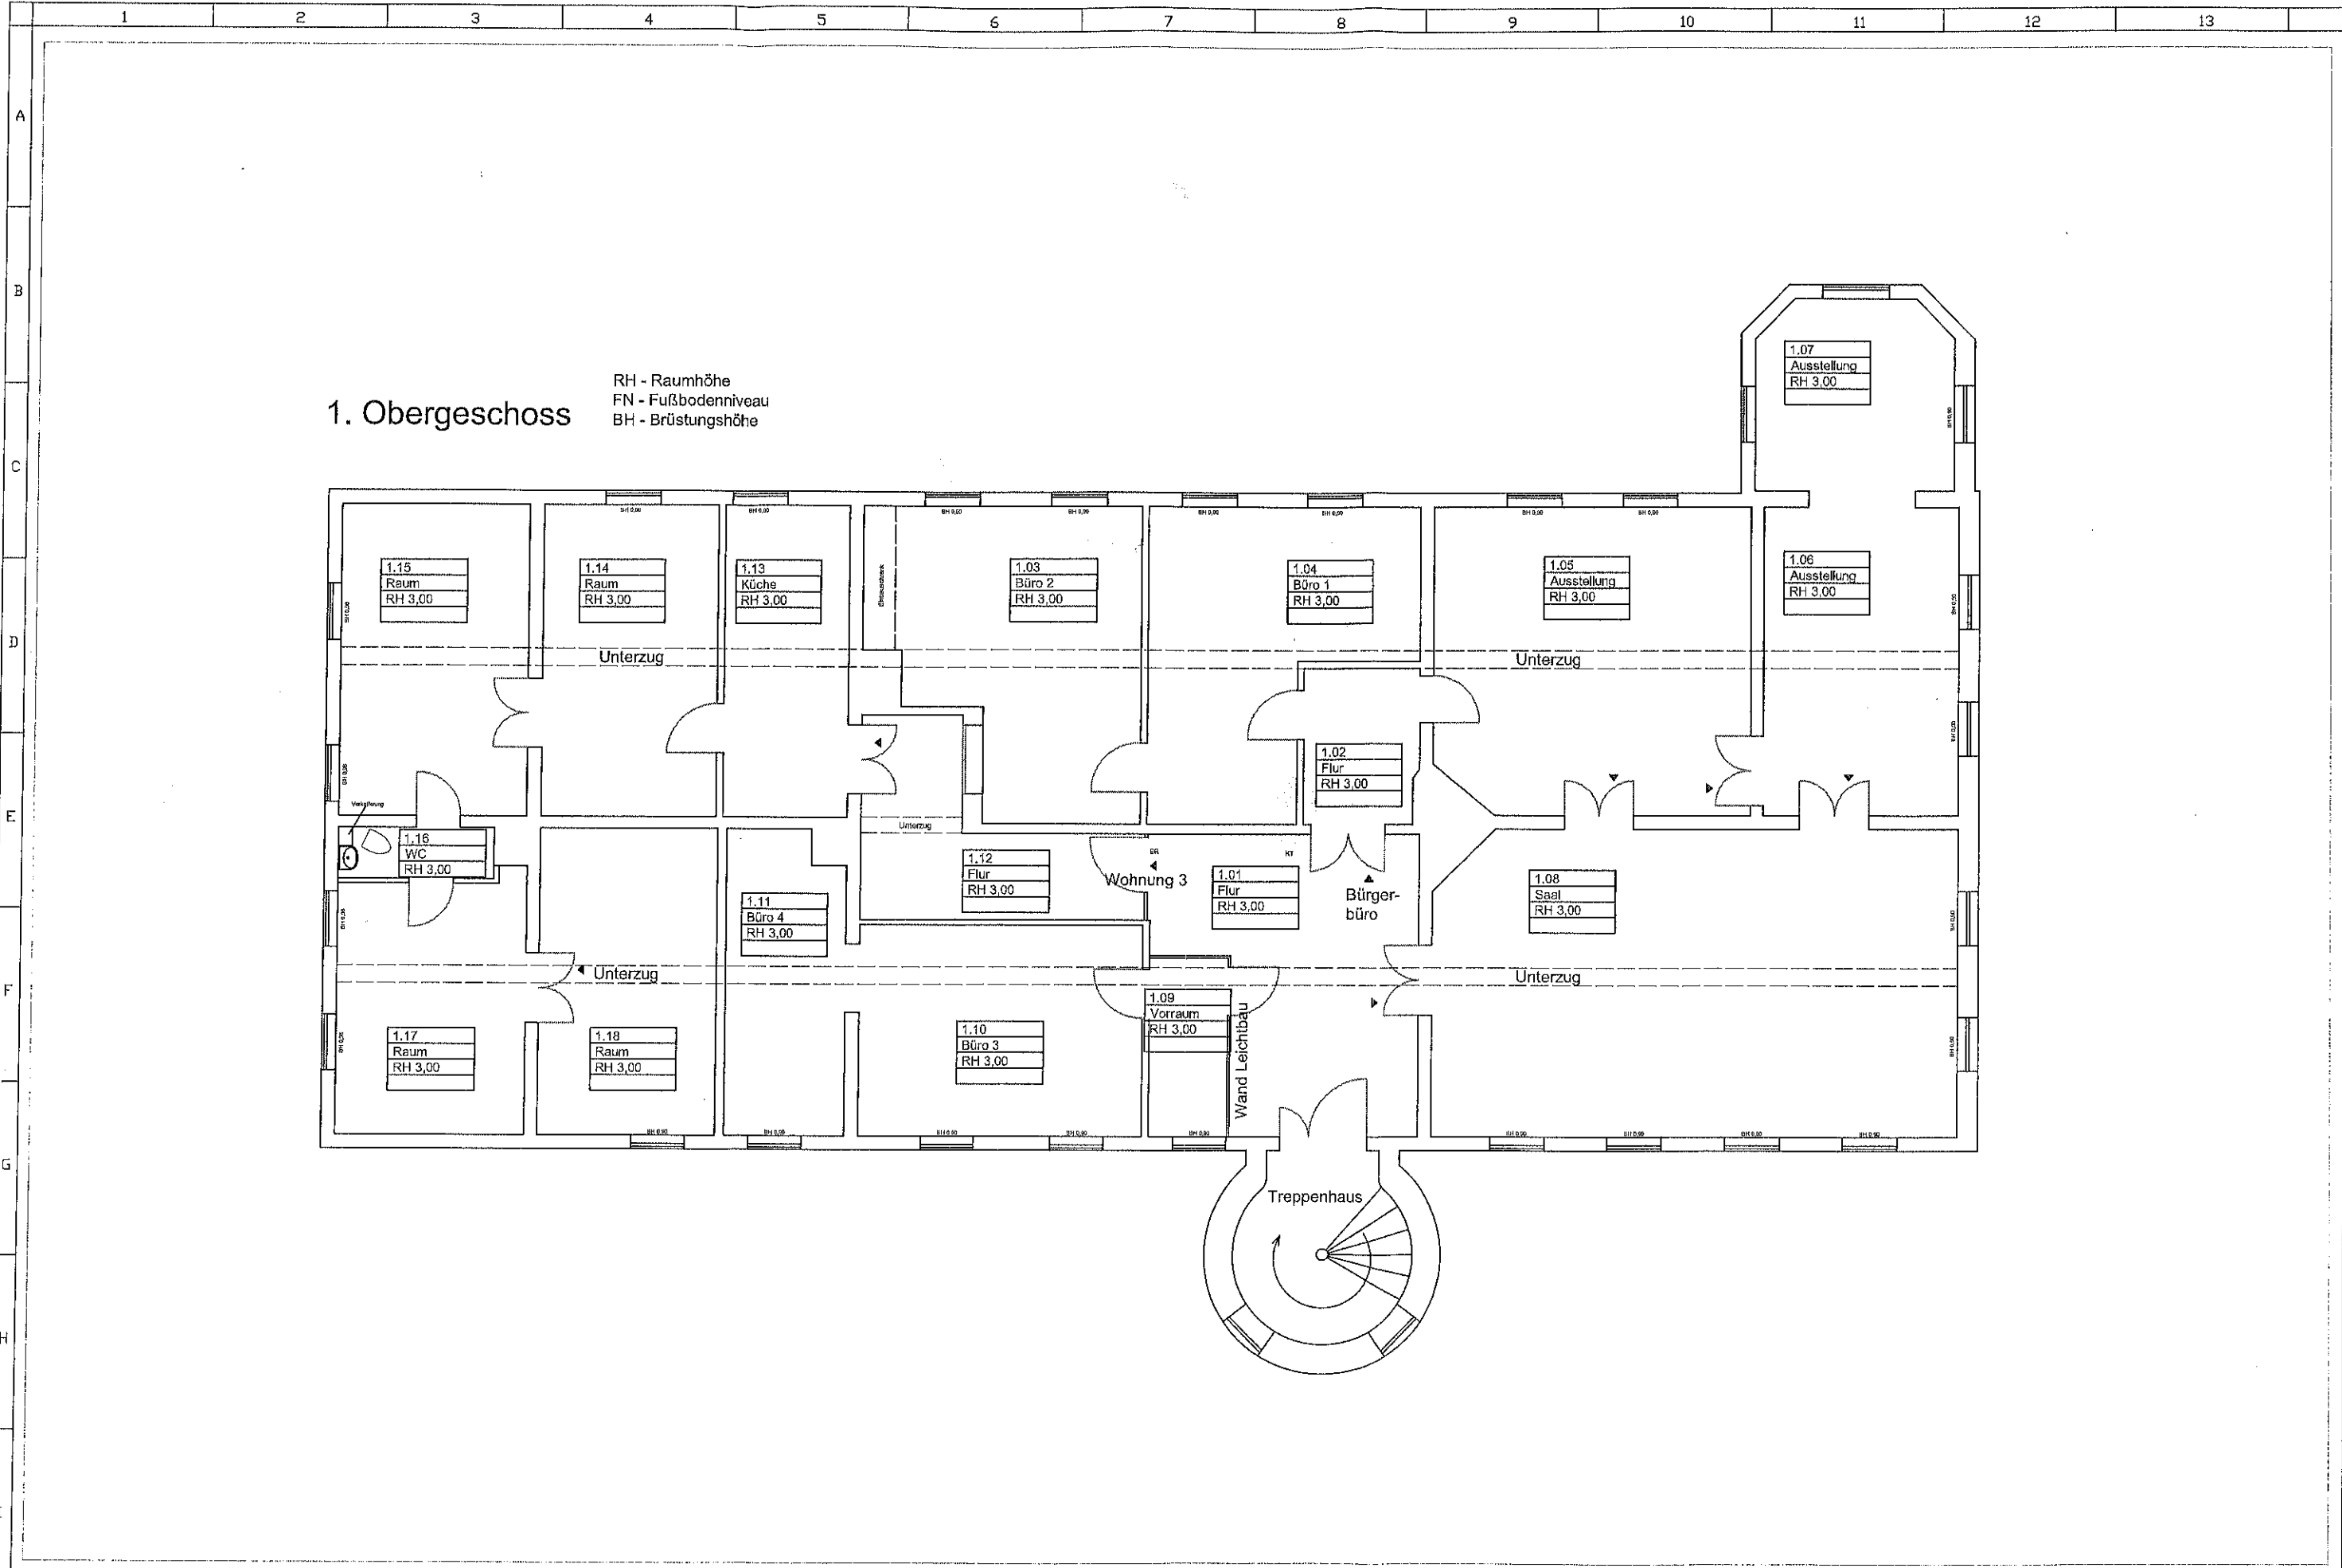 1 2 3 4 5 6 7 8 9 10 11 12 13
A
B
C
D
E
F
G
H
1. Obergeschoss
RH - Raumhöhe
FN - Fußbodenniveau
BH - Brüstungshöhe
1.07
Ausstellung
RH 3,00
1.15
Raum
RH 3,00
1.14
Raum
RH 3,00
1.13
Küche
RH 3,00
1.03
Büro 2
RH 3,00
1.04
Büro 1
RH 3,00
1.05
Ausstellung
RH 3,00
1.06
Ausstellung
RH 3,00
Unterzug
Unterzug
1.02
Flur
RH 3,00
Unterzug
1.16
WC
RH 3,00
1.12
Flur
RH 3,00
Wohnung 3
1.01
Flur
RH 3,00
Bürger-
büro
1.08
Saal
RH 3,00
1.11
Büro 4
RH 3,00
Unterzug
Unterzug
1.09
Vorraum
RH 3,00
Wand Leichtbau
1.17
Raum
RH 3,00
1.18
Raum
RH 3,00
1.10
Büro 3
RH 3,00
BH 0,90
Treppenhaus